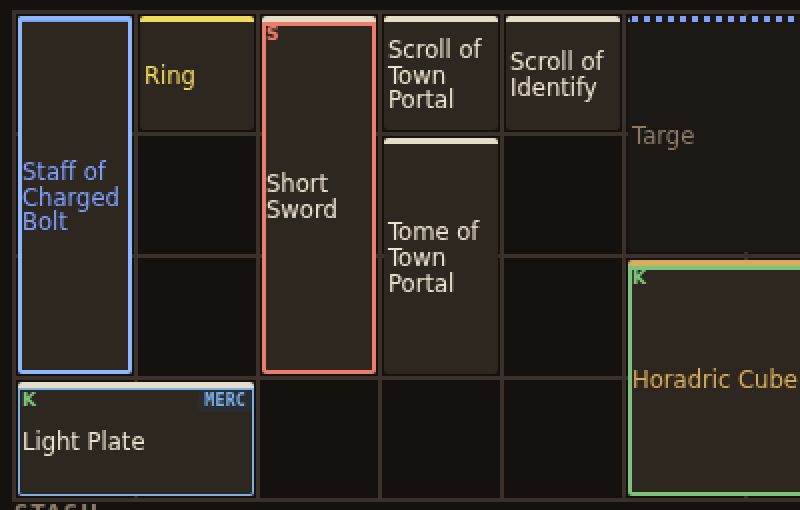 Staff of
Charged
Bolt
Ring
S
Short
Sword
Scroll of
Town
Portal
Scroll of
Identify
Tome of
Town
Portal
Targe
K
Horadric Cube
K
MERC
Light Plate
STASH